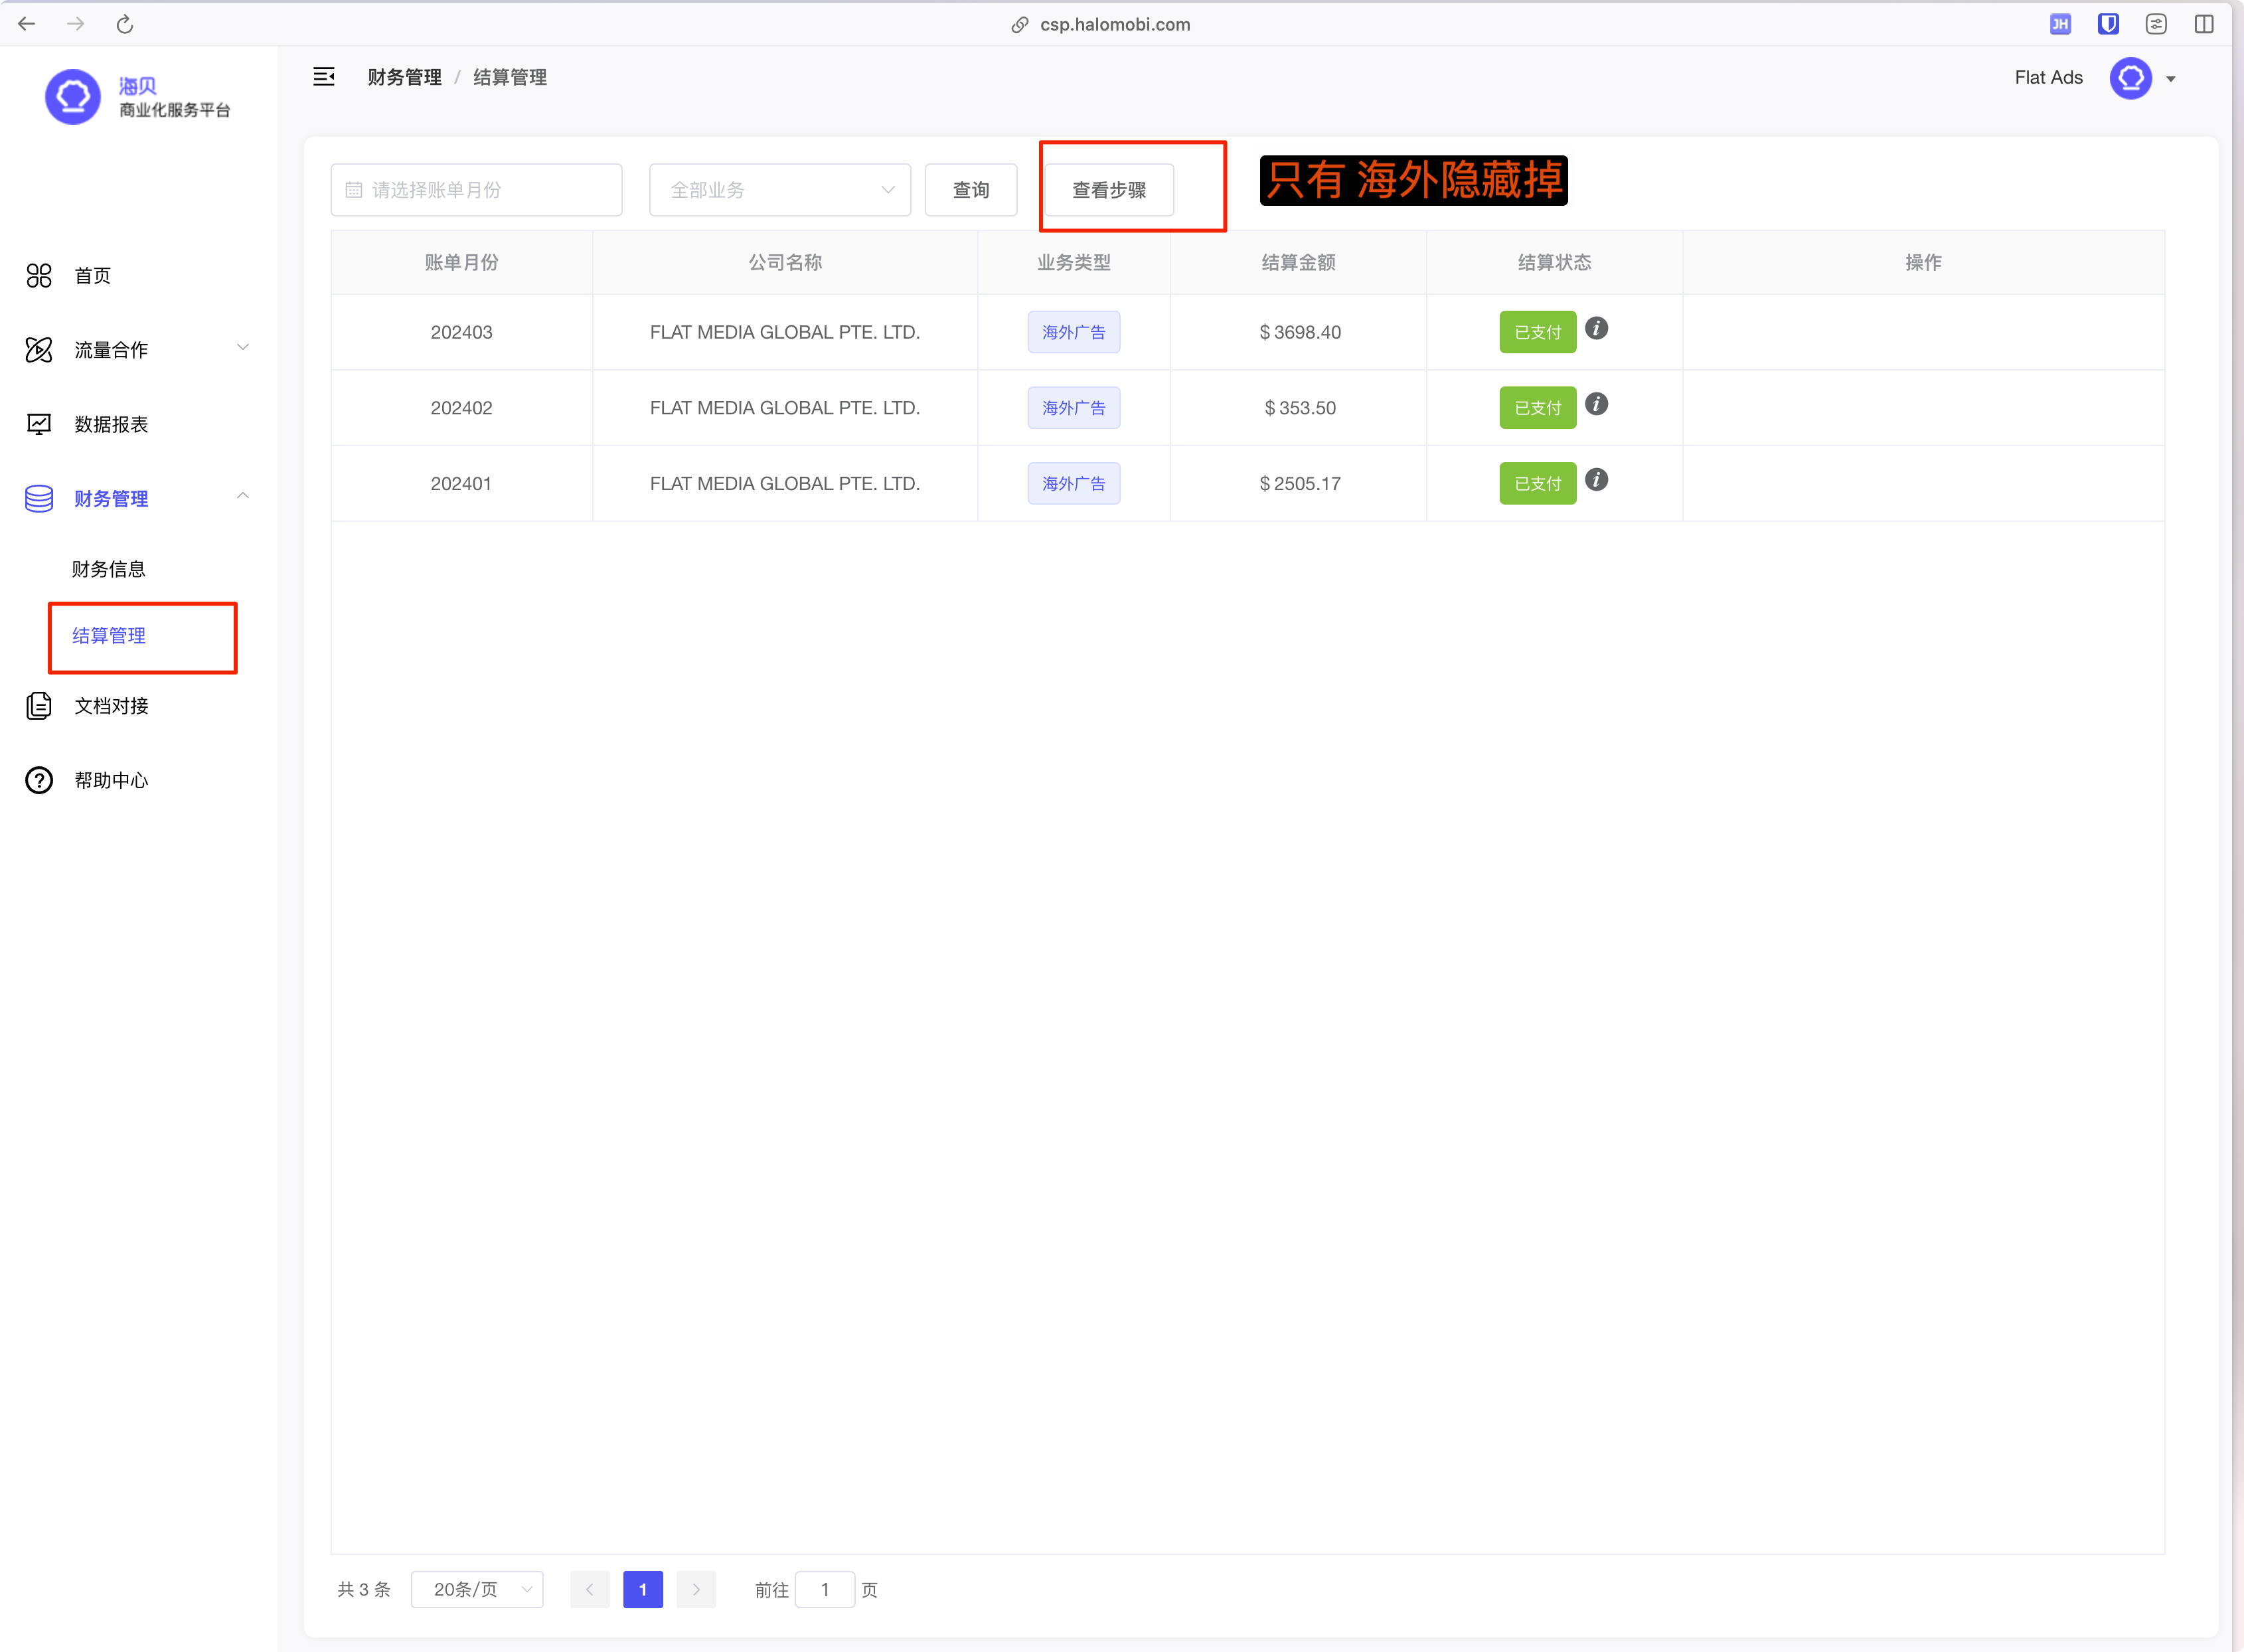 csp.halomobi.com
JH
海贝
商业化服务平台
财务管理 / 结算管理
Flat Ads
首页
流量合作
数据报表
财务管理
财务信息
结算管理
文档对接
帮助中心
请选择账单月份 全部业务 查询 查看步骤 只有 海外隐藏掉
账单月份 公司名称 业务类型 结算金额 结算状态 操作
202403 FLAT MEDIA GLOBAL PTE. LTD. 海外广告 $ 3698.40 已支付 i
202402 FLAT MEDIA GLOBAL PTE. LTD. 海外广告 $ 353.50 已支付 i
202401 FLAT MEDIA GLOBAL PTE. LTD. 海外广告 $ 2505.17 已支付 i
共 3 条 20条/页 1 前往 1 页